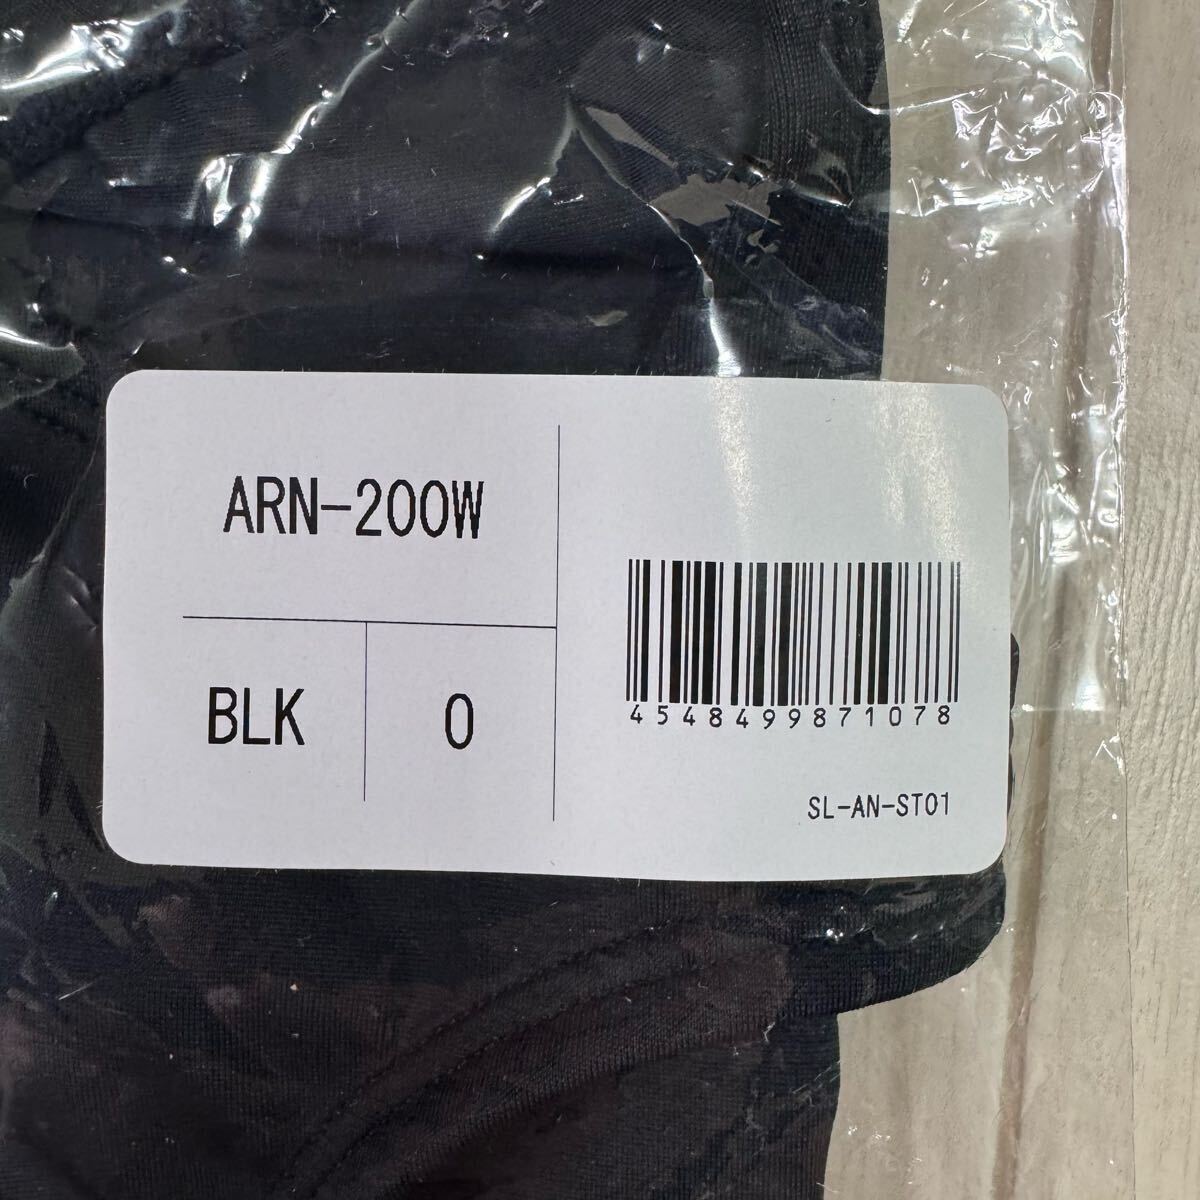 ARN-200W
BLK
0
4548499871078
SL-AN-ST01